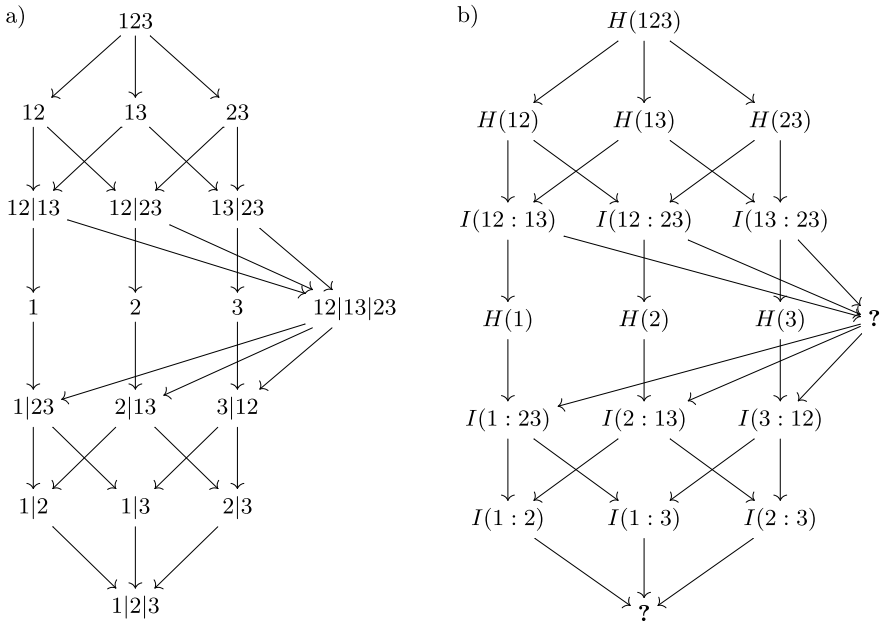 a)
123
12 13 23
12|13 12|23 13|23
1 2 3 12|13|23
1|23 2|13 3|12
1|2 1|3 2|3
1|2|3
b)
H(123)
H(12) H(13) H(23)
I(12 : 13) I(12 : 23) I(13 : 23)
H(1) H(2) H(3) ?
I(1 : 23) I(2 : 13) I(3 : 12)
I(1 : 2) I(1 : 3) I(2 : 3)
?